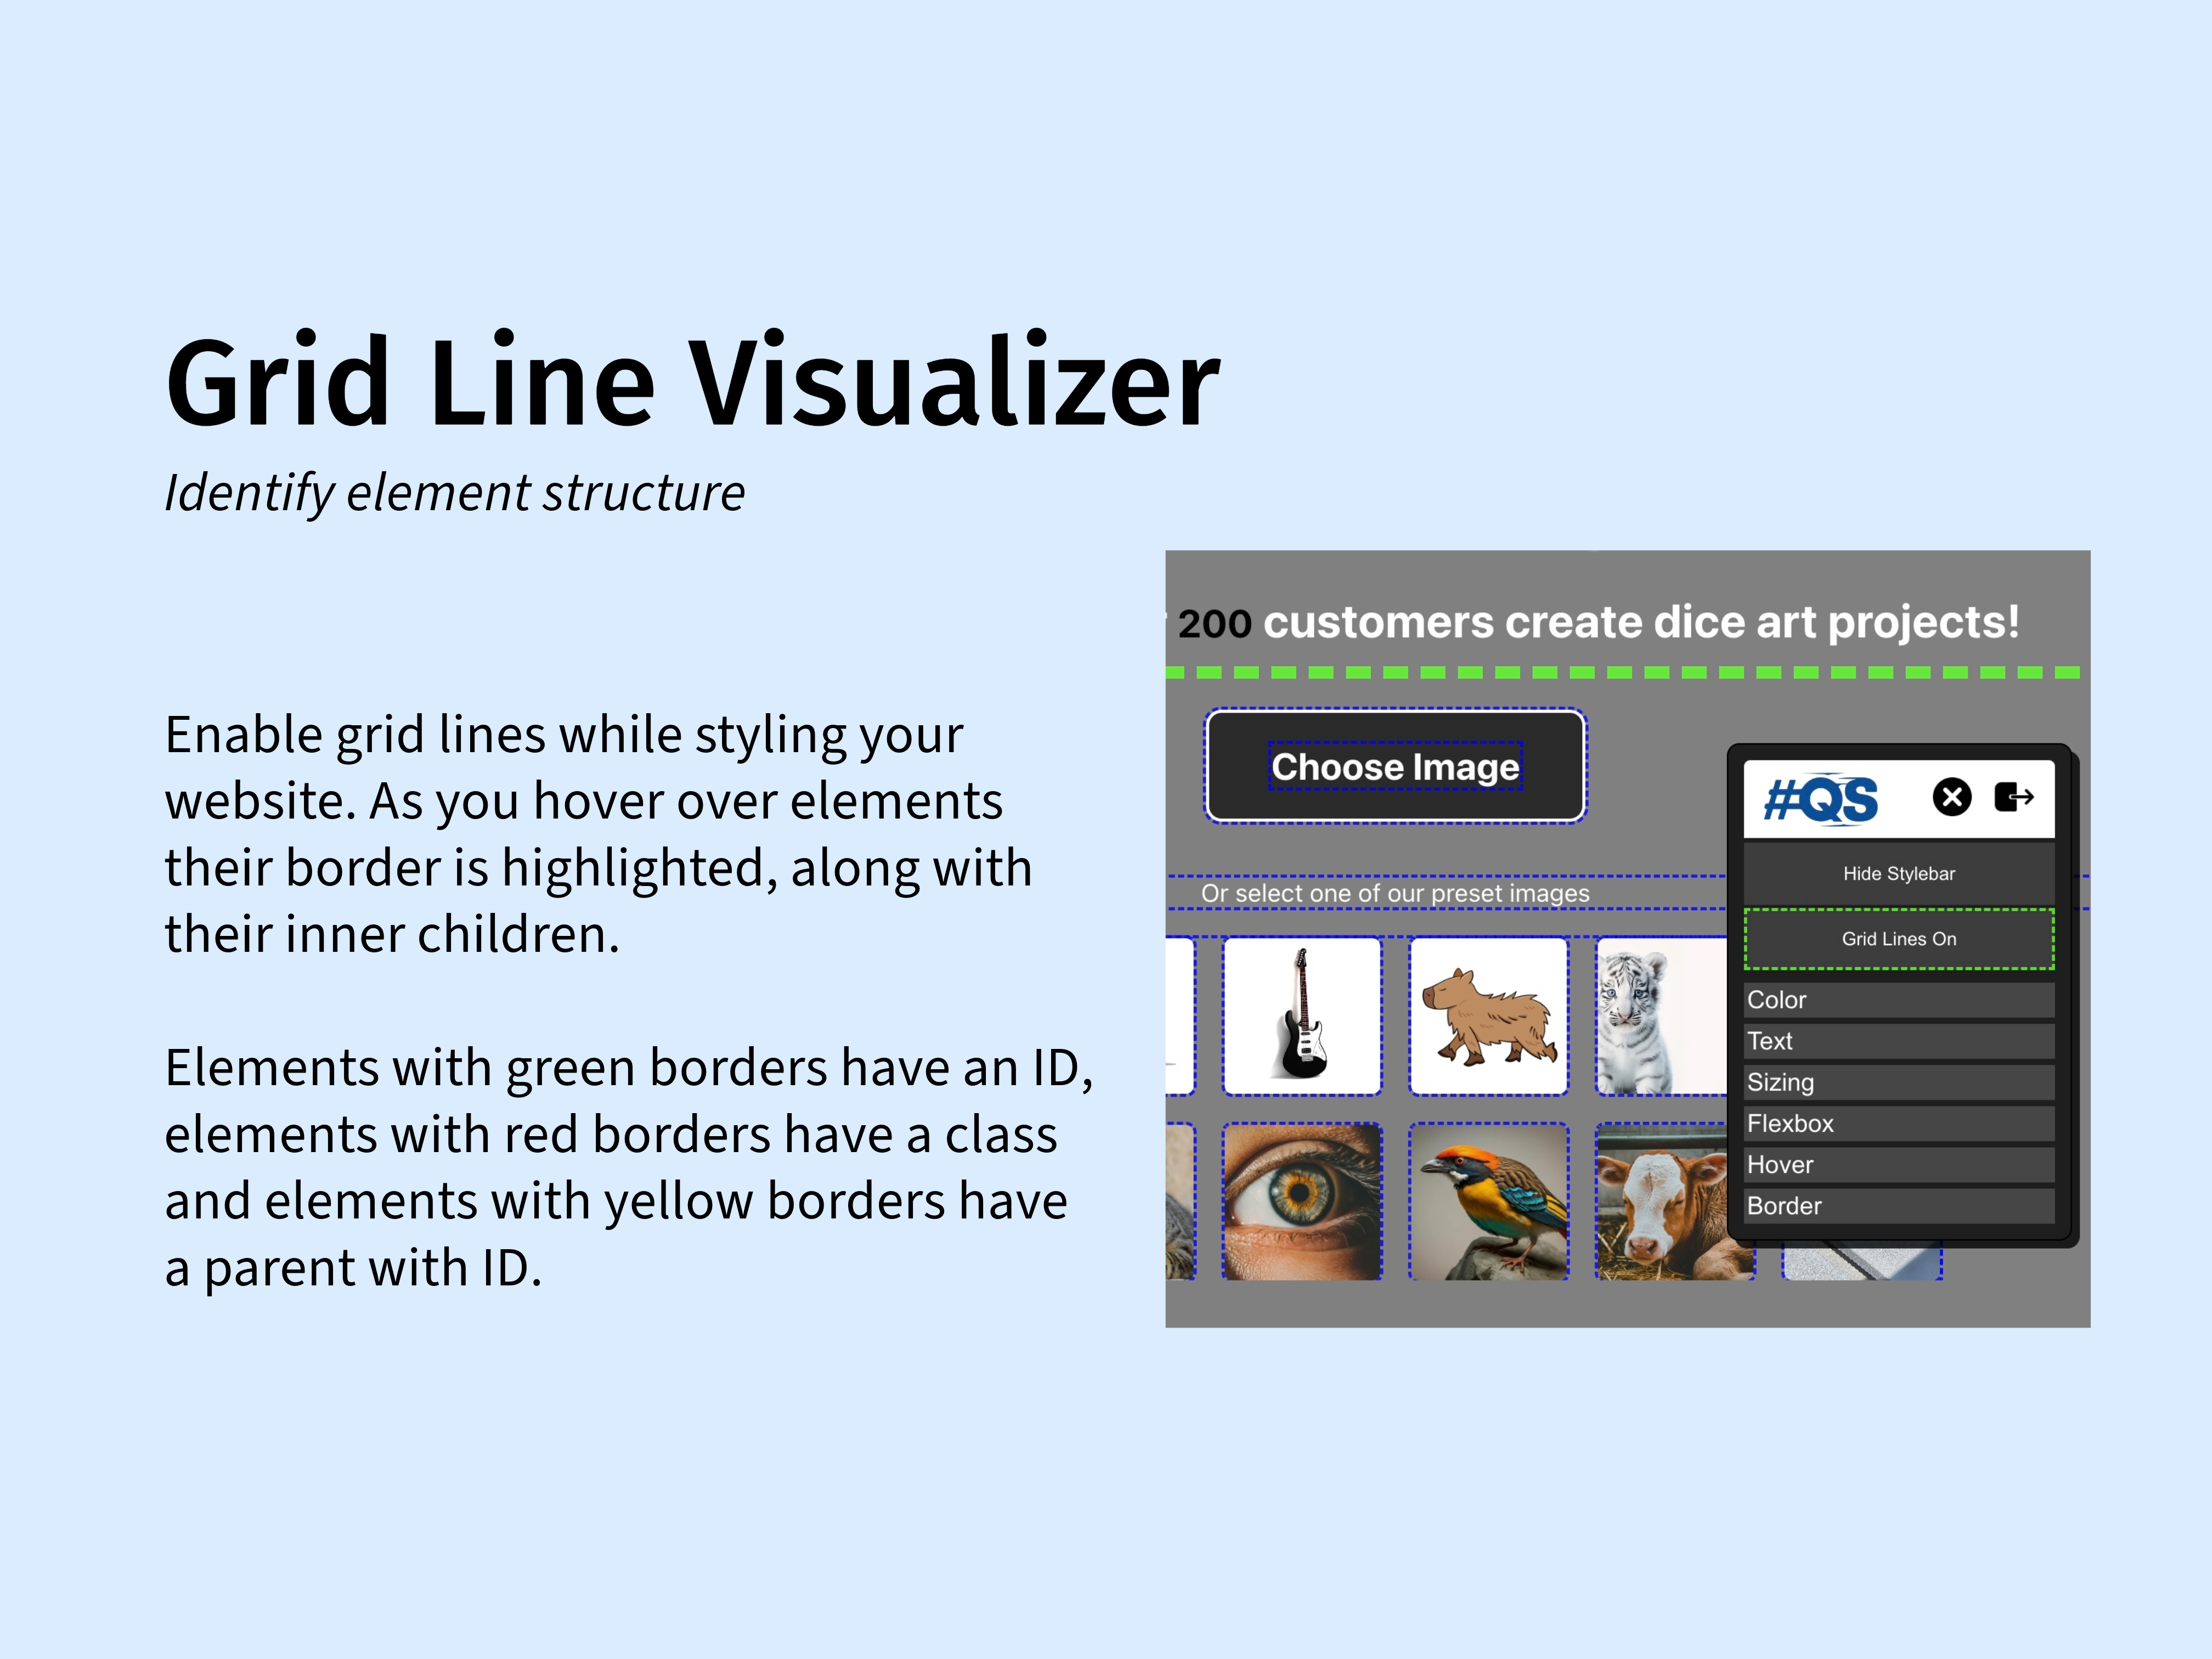 Grid Line Visualizer
Identify element structure
Enable grid lines while styling your
website. As you hover over elements
their border is highlighted, along with
their inner children.
Elements with green borders have an ID,
elements with red borders have a class
and elements with yellow borders have
a parent with ID.
200 customers create dice art projects!
Choose Image
Or select one of our preset images
#QS
Hide Stylebar
Grid Lines On
Color
Text
Sizing
Flexbox
Hover
Border